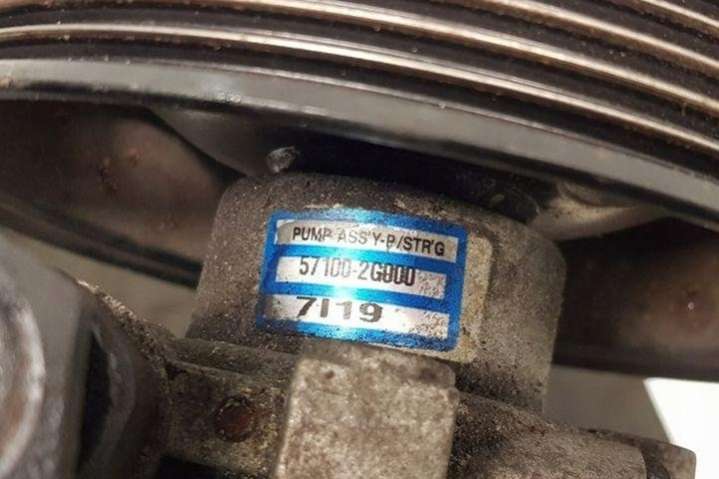 PUMP ASS'Y-P/STR'G
57100-2G000
7I19